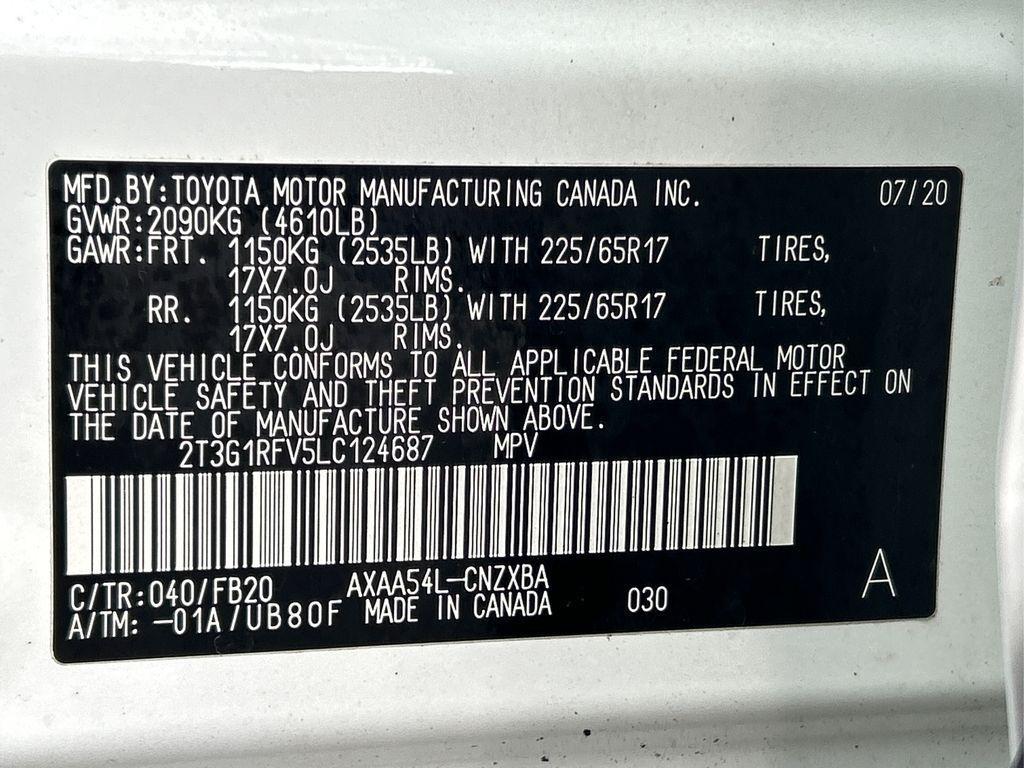 MFD.BY:TOYOTA MOTOR MANUFACTURING CANADA INC. 07/20
GVWR:2090KG (4610LB)
GAWR:FRT. 1150KG (2535LB) WITH 225/65R17 TIRES,
17X7.0J RIMS.
RR. 1150KG (2535LB) WITH 225/65R17 TIRES,
17X7.0J RIMS.
THIS VEHICLE CONFORMS TO ALL APPLICABLE FEDERAL MOTOR
VEHICLE SAFETY AND THEFT PREVENTION STANDARDS IN EFFECT ON
THE DATE OF MANUFACTURE SHOWN ABOVE.
2T3G1RFV5LC124687 MPV
C/TR:040/FB20 AXAA54L-CNZXBA
A/TM: -01A/UB80F MADE IN CANADA 030 A